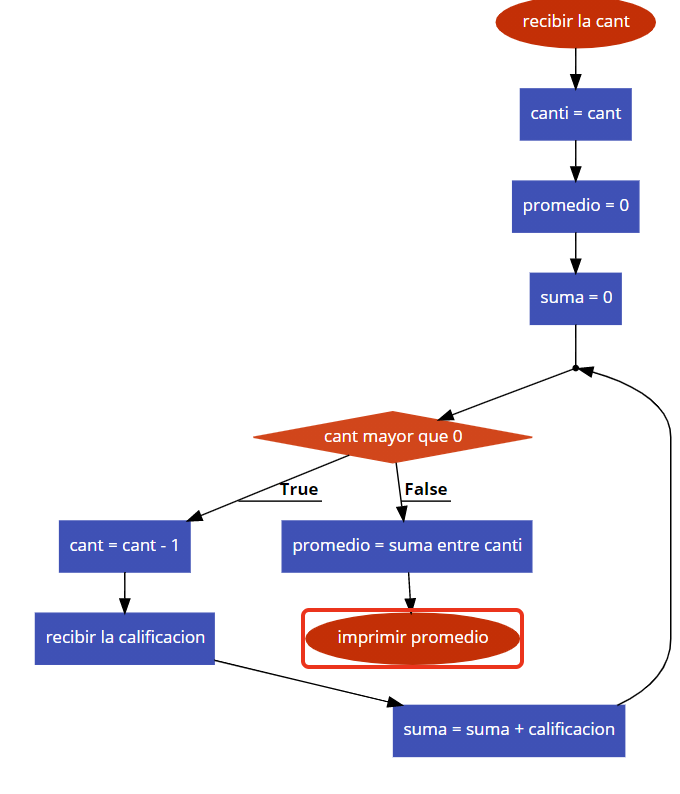 recibir la cant
canti = cant
promedio = 0
suma = 0
cant mayor que 0
True
False
cant = cant - 1
promedio = suma entre canti
recibir la calificacion
imprimir promedio
suma = suma + calificacion